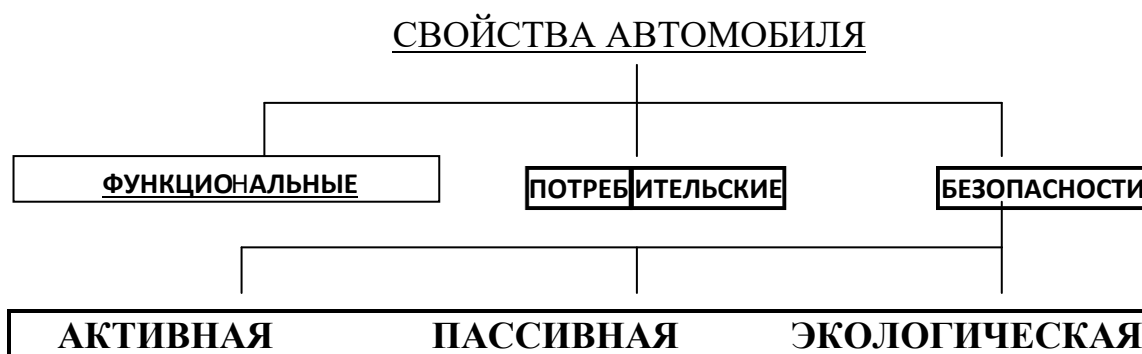 СВОЙСТВА АВТОМОБИЛЯ
ФУНКЦИОНАЛЬНЫЕ ПОТРЕБИТЕЛЬСКИЕ БЕЗОПАСНОСТИ
АКТИВНАЯ ПАССИВНАЯ ЭКОЛОГИЧЕСКАЯ